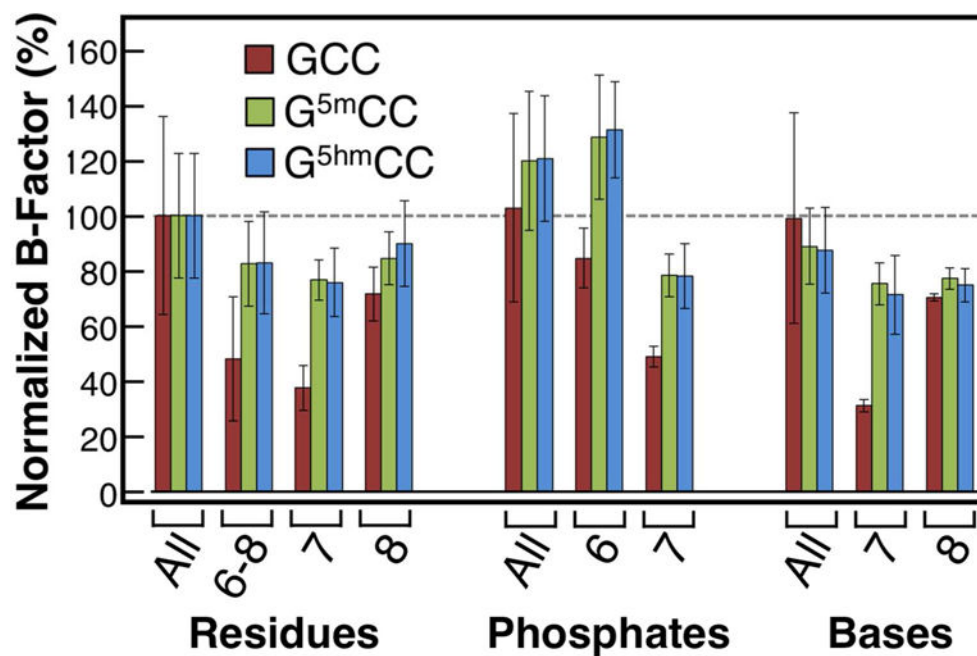 Normalized B-Factor (%)
160
140
120
100
80
60
40
20
0
GCC
G5mCC
G5hmCC
All
6-8
7
8
All
6
7
All
7
8
Residues
Phosphates
Bases